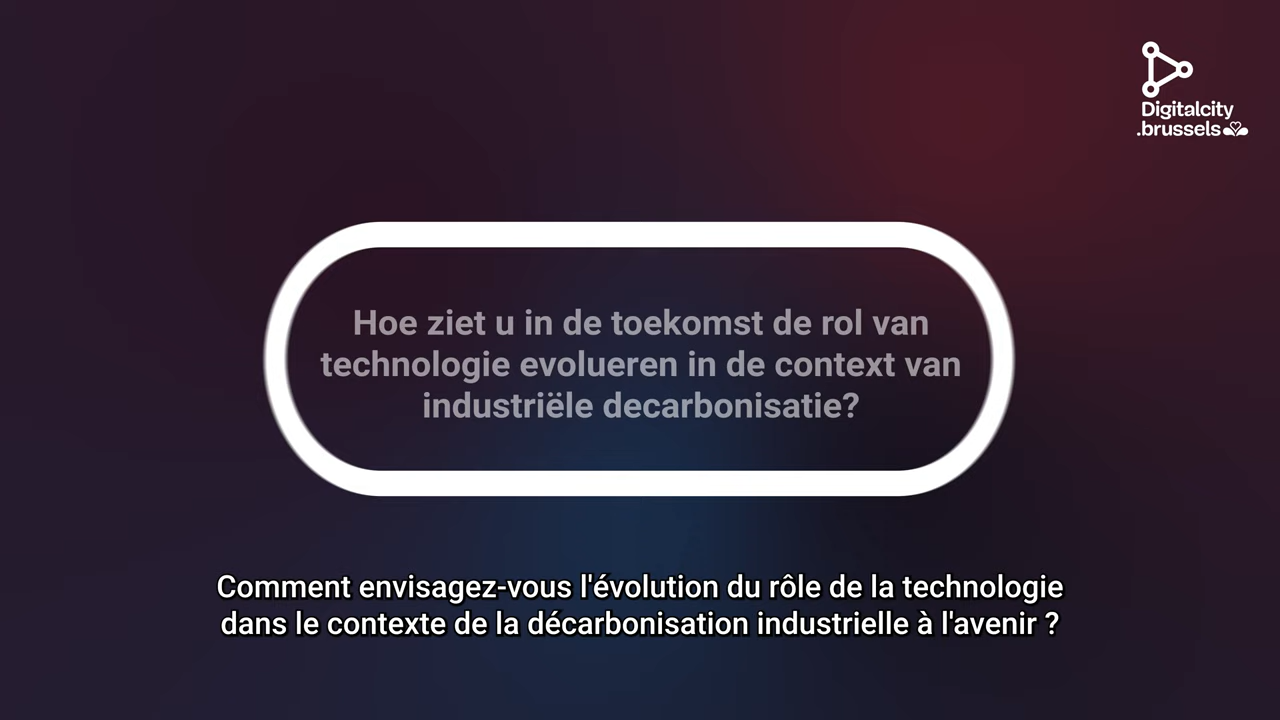 Digitalcity
.brussels
Hoe ziet u in de toekomst de rol van
technologie evolueren in de context van
industriële decarbonisatie?
Comment envisagez-vous l'évolution du rôle de la technologie
dans le contexte de la décarbonisation industrielle à l'avenir ?